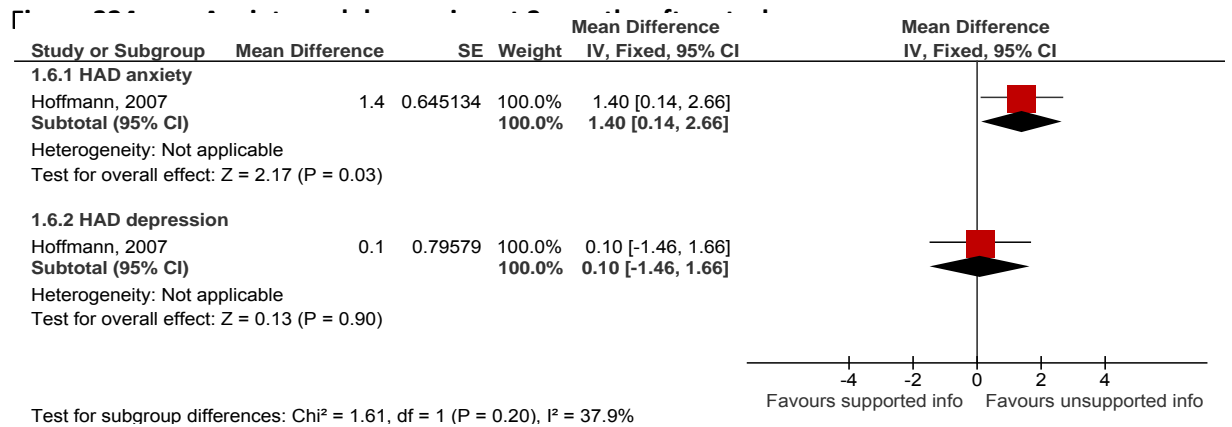 Mean Difference Mean Difference
Study or Subgroup Mean Difference SE Weight IV, Fixed, 95% CI IV, Fixed, 95% CI
1.6.1 HAD anxiety
Hoffmann, 2007 1.4 0.645134 100.0% 1.40 [0.14, 2.66]
Subtotal (95% CI) 100.0% 1.40 [0.14, 2.66]
Heterogeneity: Not applicable
Test for overall effect: Z = 2.17 (P = 0.03)
1.6.2 HAD depression
Hoffmann, 2007 0.1 0.79579 100.0% 0.10 [-1.46, 1.66]
Subtotal (95% CI) 100.0% 0.10 [-1.46, 1.66]
Heterogeneity: Not applicable
Test for overall effect: Z = 0.13 (P = 0.90)
-4 -2 0 2 4
Favours supported info Favours unsupported info
Test for subgroup differences: Chi² = 1.61, df = 1 (P = 0.20), I² = 37.9%